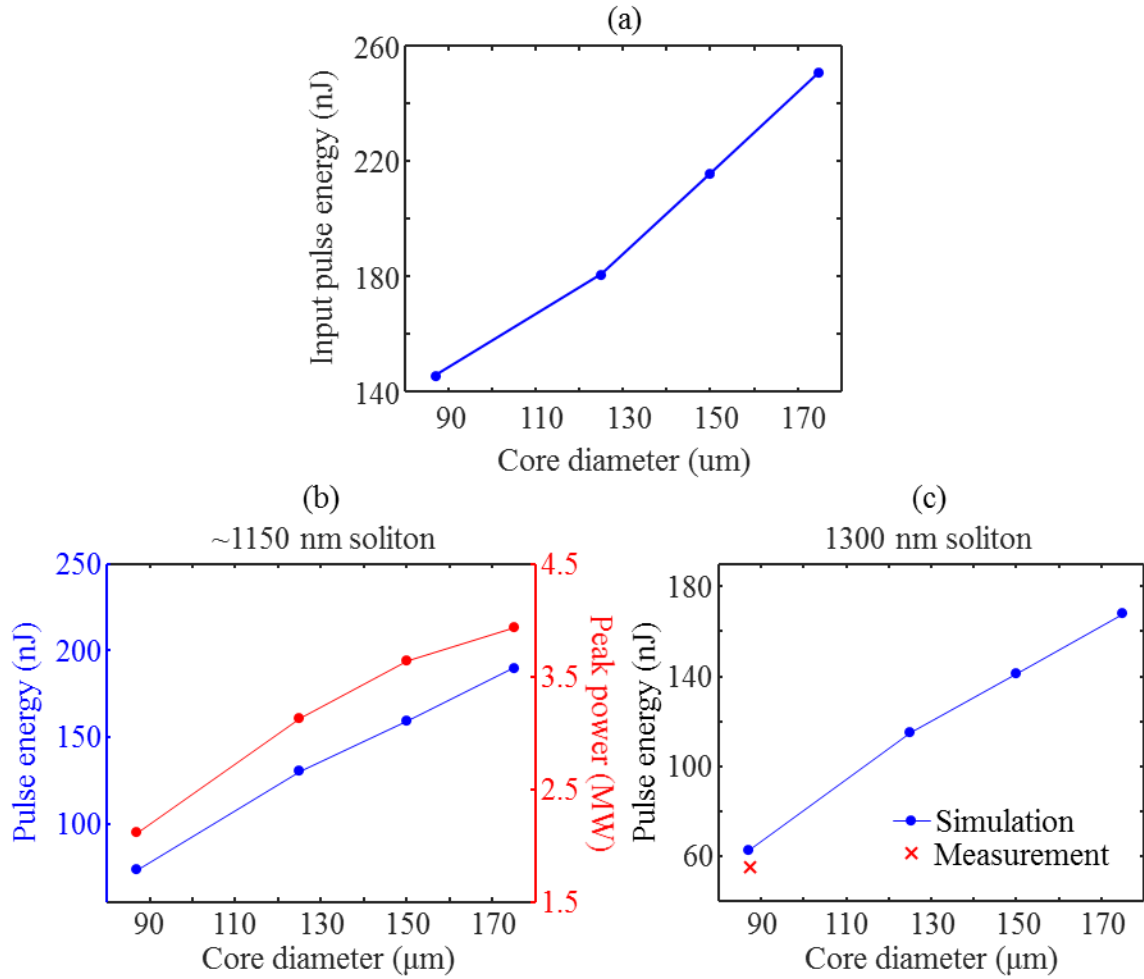 (a)
Input pulse energy (nJ)
260
220
180
140
90 110 130 150 170
Core diameter (um)
(b)
~1150 nm soliton
Pulse energy (nJ)
250
200
150
100
4.5
3.5
2.5
1.5
Peak power (MW)
90 110 130 150 170
Core diameter (μm)
(c)
1300 nm soliton
Pulse energy (nJ)
180
140
100
60
Simulation
Measurement
90 110 130 150 170
Core diameter (μm)